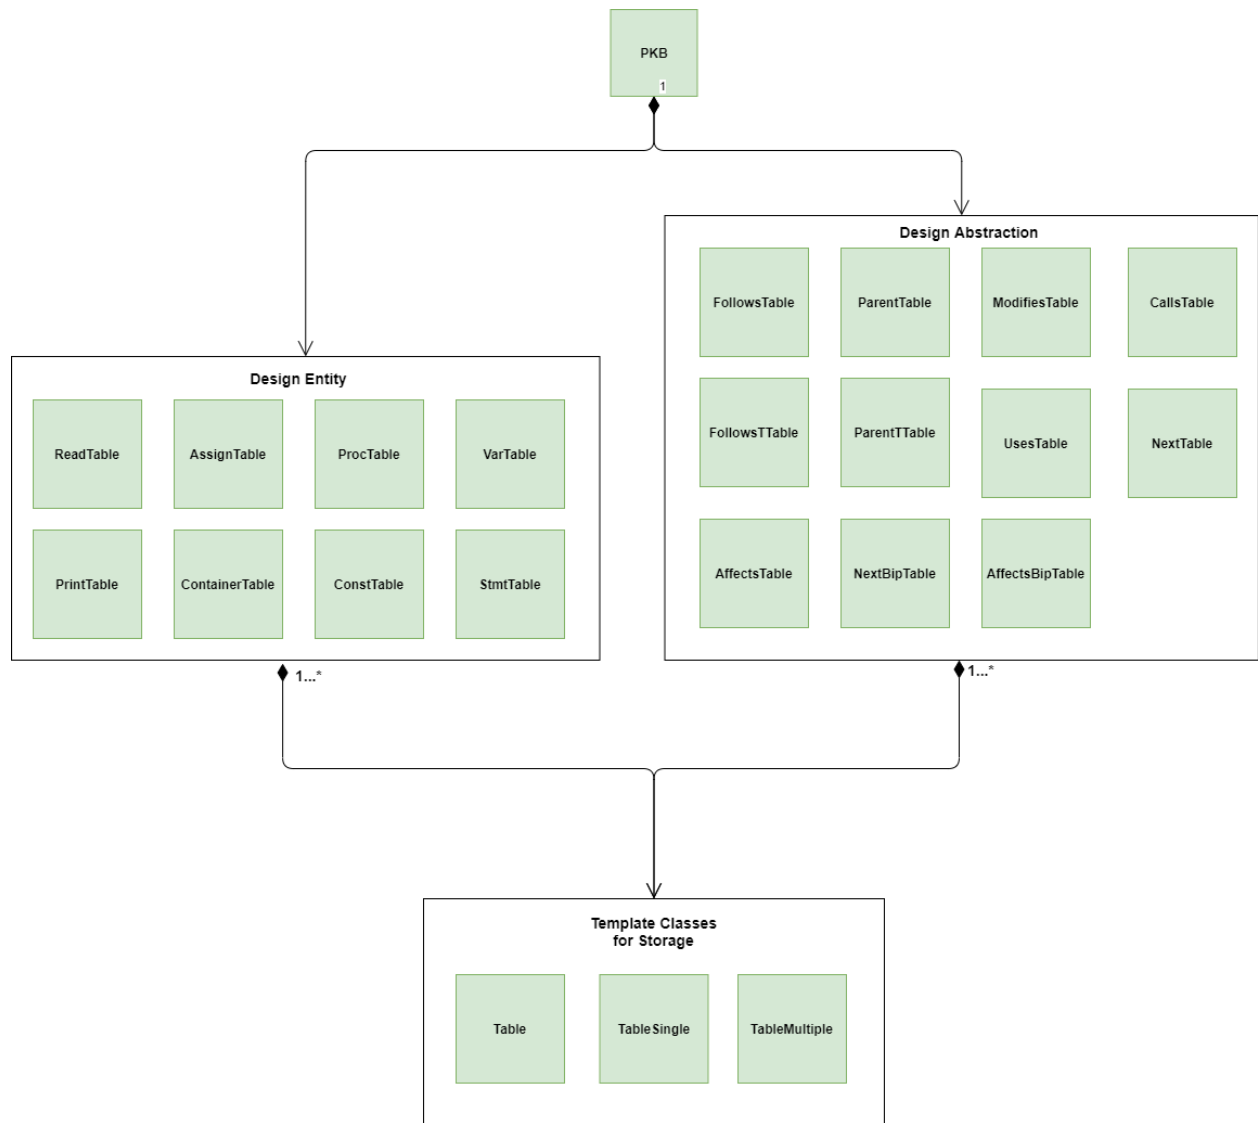 PKB
1
Design Abstraction
FollowsTable
ParentTable
ModifiesTable
CallsTable
FollowsTTable
ParentTTable
UsesTable
NextTable
AffectsTable
NextBipTable
AffectsBipTable
1...*
Design Entity
ReadTable
AssignTable
ProcTable
VarTable
PrintTable
ContainerTable
ConstTable
StmtTable
1...*
Template Classes
for Storage
Table
TableSingle
TableMultiple